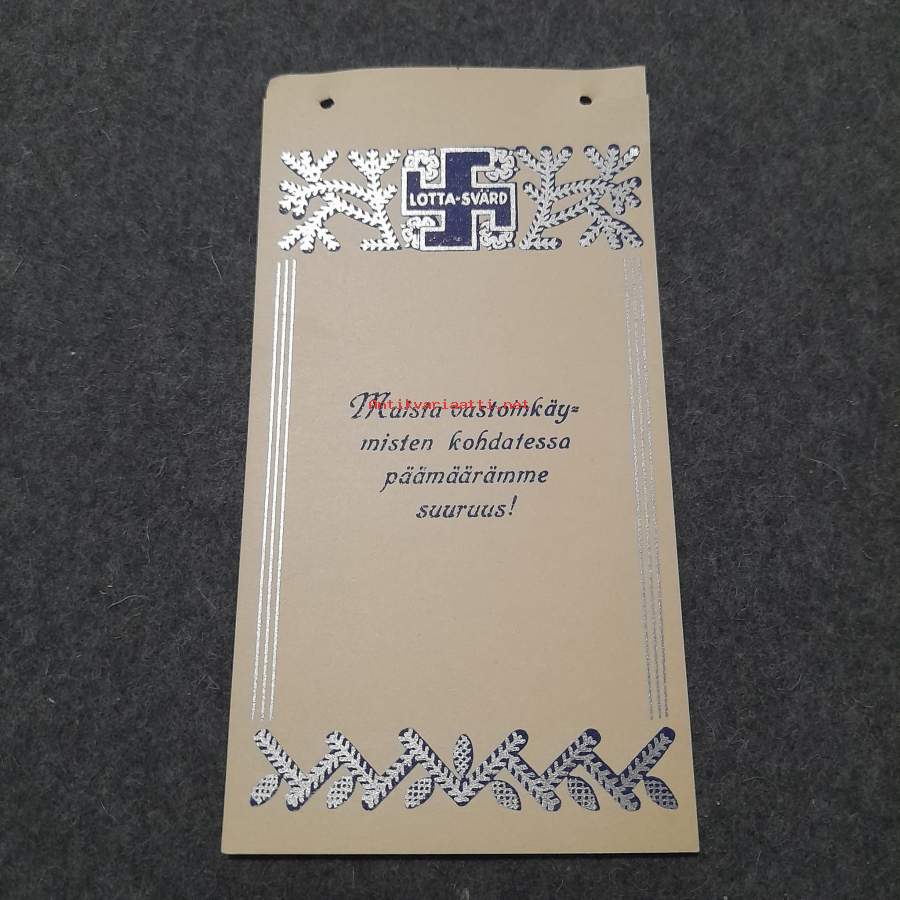 LOTTA-SVÄRD
Antikvariaatti.net
Muista vastoinkäy=
misten kohdatessa
päämäärämme
suuruus!